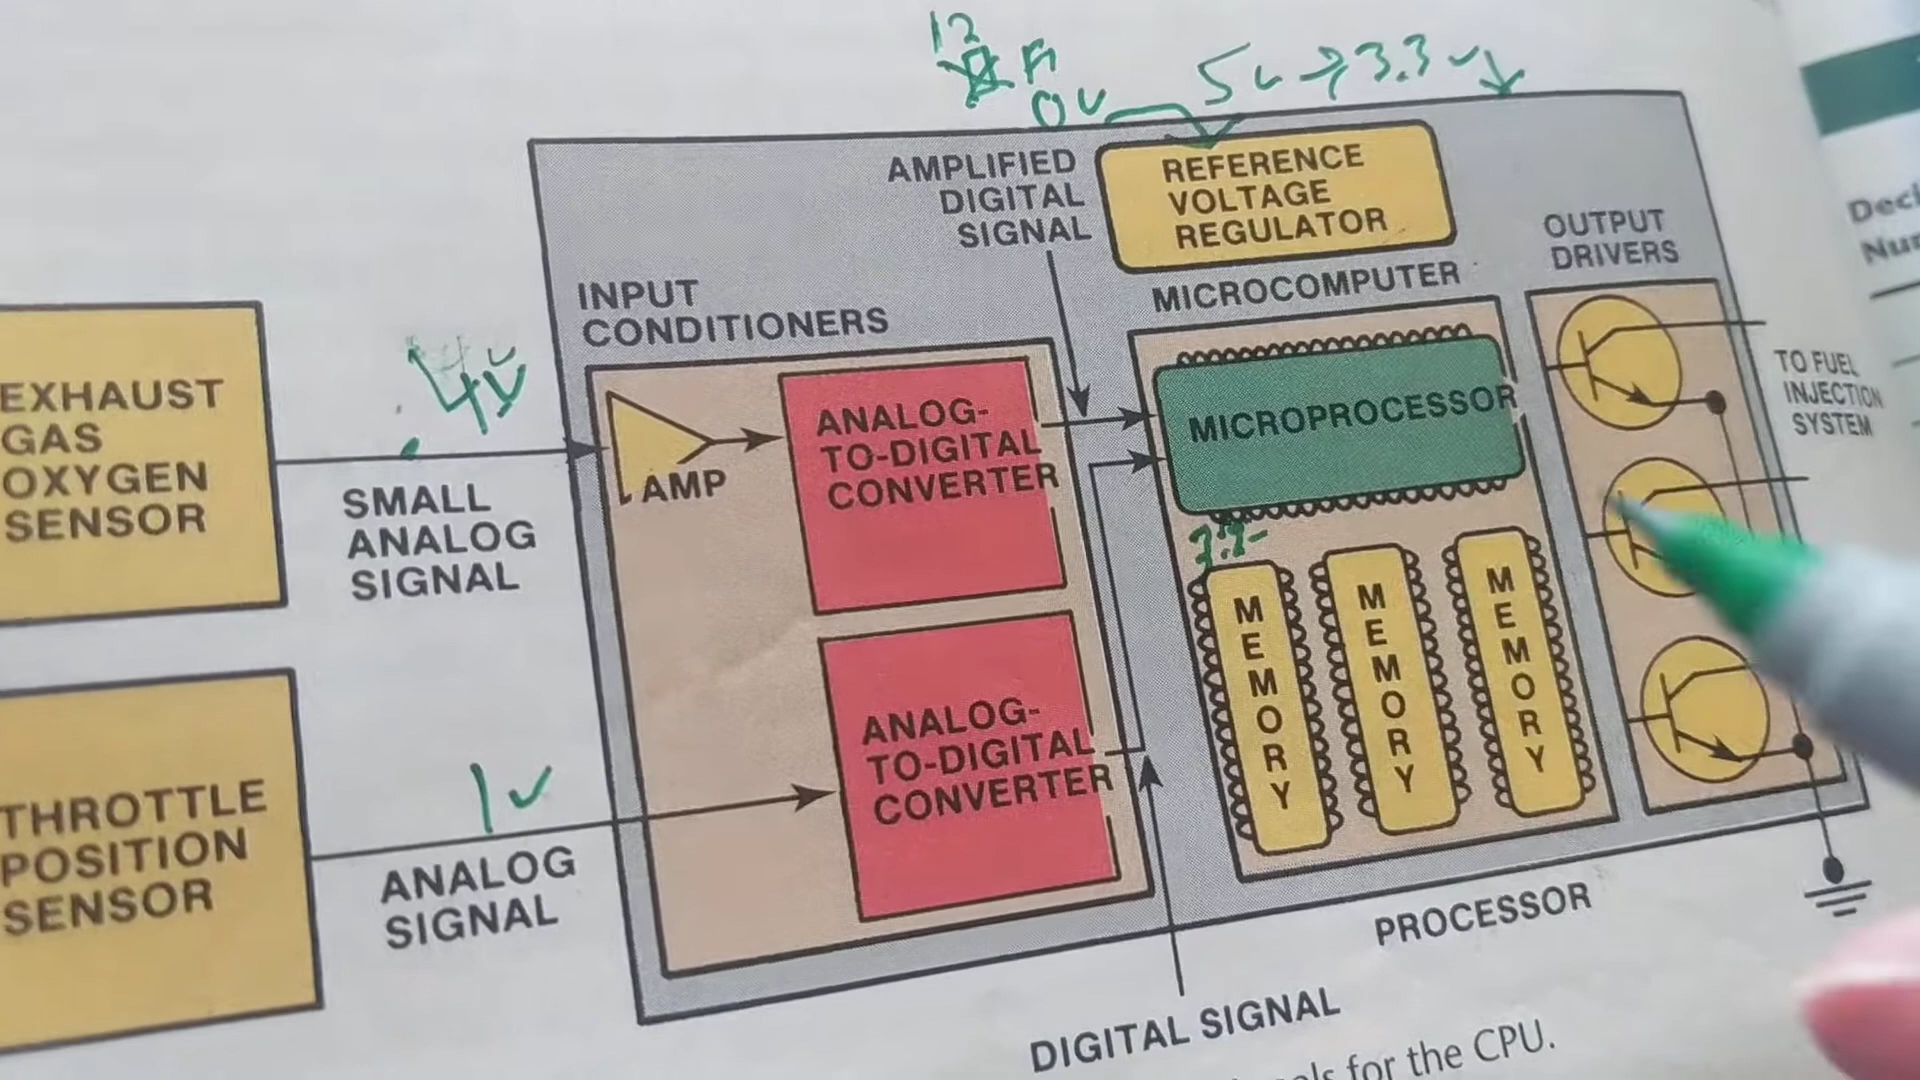 12
0V
5V → 3.3V
AMPLIFIED
DIGITAL
SIGNAL
REFERENCE
VOLTAGE
REGULATOR
OUTPUT
DRIVERS
MICROCOMPUTER
INPUT
CONDITIONERS
EXHAUST
GAS
OXYGEN
SENSOR
SMALL
ANALOG
SIGNAL
AMP
ANALOG-
TO-DIGITAL
CONVERTER
MICROPROCESSOR
TO FUEL
INJECTION
SYSTEM
MEMORY
MEMORY
MEMORY
THROTTLE
POSITION
SENSOR
1V
ANALOG
SIGNAL
ANALOG-
TO-DIGITAL
CONVERTER
PROCESSOR
DIGITAL SIGNAL
for the CPU.